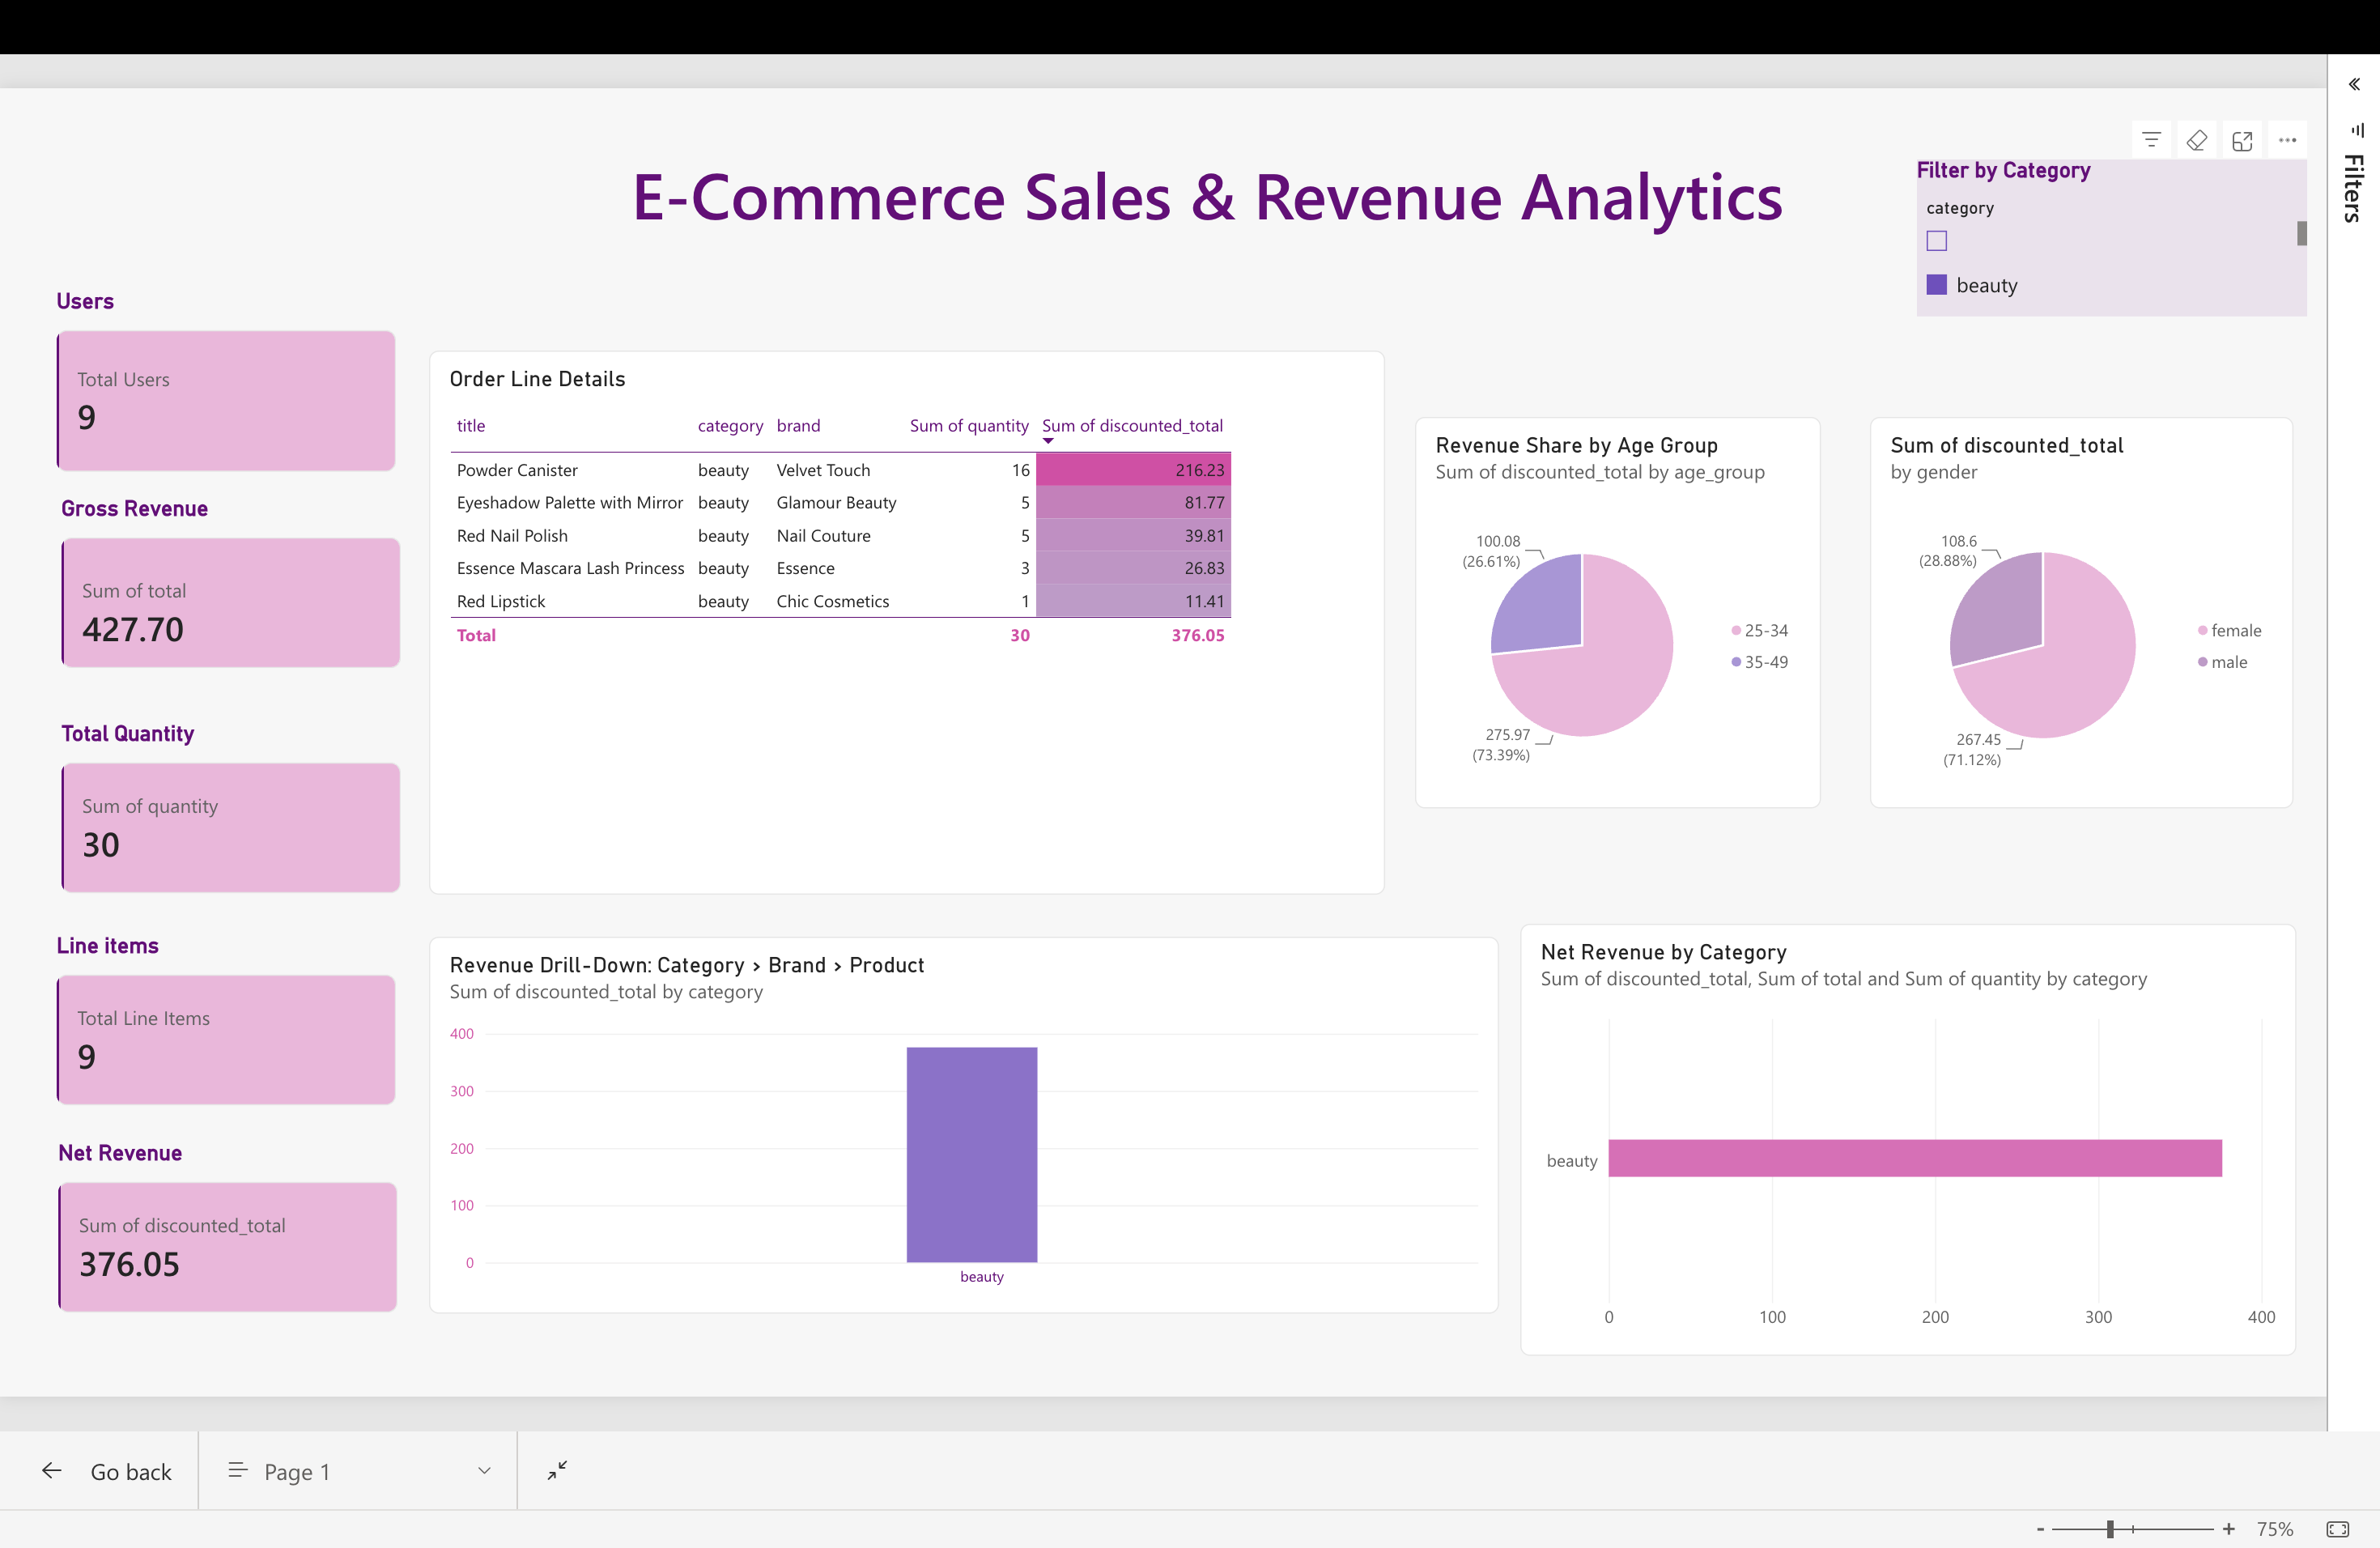 E-Commerce Sales & Revenue Analytics
Filter by Category
category
beauty
Filters
Users
Total Users
9
Gross Revenue
Sum of total
427.70
Total Quantity
Sum of quantity
30
Line items
Total Line Items
9
Net Revenue
Sum of discounted_total
376.05
Order Line Details
title category brand Sum of quantity Sum of discounted_total
Powder Canister beauty Velvet Touch 16 216.23
Eyeshadow Palette with Mirror beauty Glamour Beauty 5 81.77
Red Nail Polish beauty Nail Couture 5 39.81
Essence Mascara Lash Princess beauty Essence 3 26.83
Red Lipstick beauty Chic Cosmetics 1 11.41
Total 30 376.05
Revenue Share by Age Group
Sum of discounted_total by age_group
100.08
(26.61%)
275.97
(73.39%)
25-34
35-49
Sum of discounted_total
by gender
108.6
(28.88%)
267.45
(71.12%)
female
male
Revenue Drill-Down: Category > Brand > Product
Sum of discounted_total by category
400
300
200
100
0
beauty
Net Revenue by Category
Sum of discounted_total, Sum of total and Sum of quantity by category
beauty
0 100 200 300 400
Go back
Page 1
- + 75%